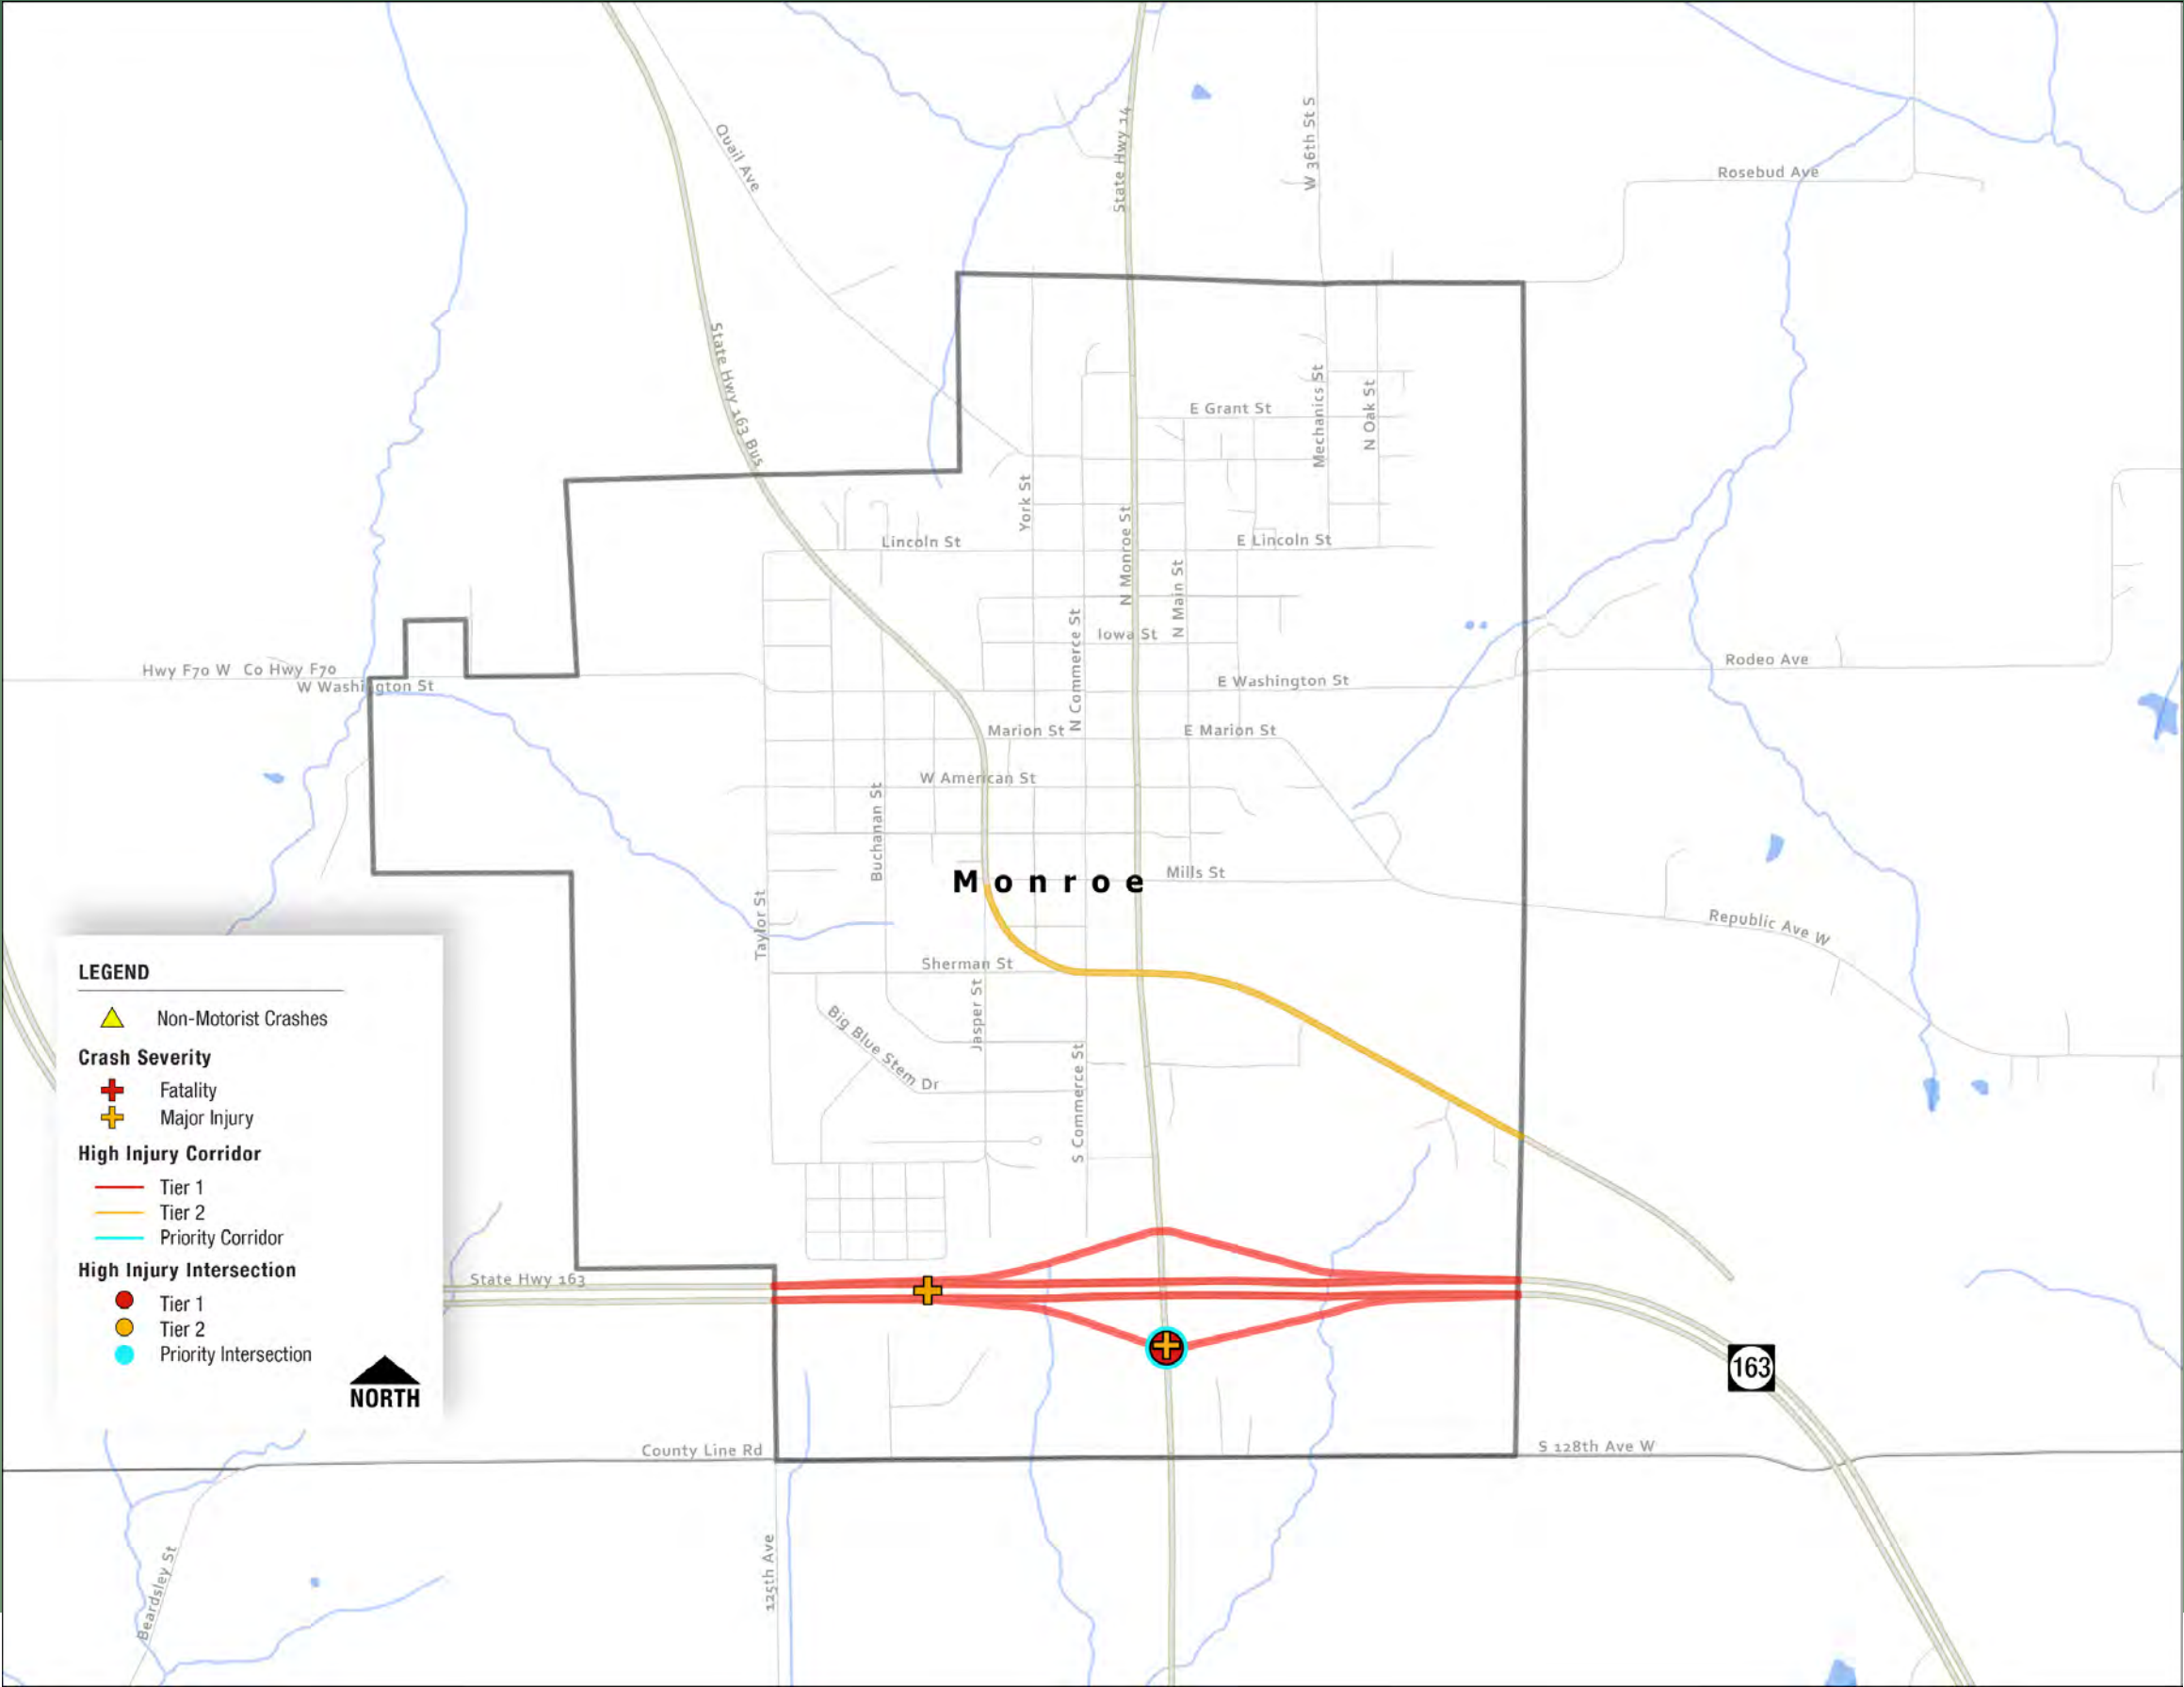 Quail Ave
State Hwy 14
W 36th St S
Rosebud Ave
State Hwy 163 Bus
E Grant St
Mechanics St
N Oak St
York St
Lincoln St
N Monroe St
E Lincoln St
N Main St
N Commerce St
Iowa St
Hwy F70 W Co Hwy F70
W Washington St
E Washington St
Rodeo Ave
Marion St
E Marion St
W American St
Buchanan St
Monroe
Mills St
Taylor St
Republic Ave W
Sherman St
Jasper St
Big Blue Stem Dr
S Commerce St
LEGEND
Non-Motorist Crashes
Crash Severity
Fatality
Major Injury
High Injury Corridor
Tier 1
Tier 2
Priority Corridor
High Injury Intersection
Tier 1
Tier 2
Priority Intersection
NORTH
State Hwy 163
163
County Line Rd
S 128th Ave W
125th Ave
Beardsley St